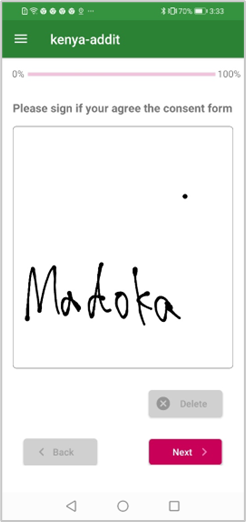 70% 3:33
kenya-addit
0% 100%
Please sign if your agree the consent form
Madoka
Delete
Back Next